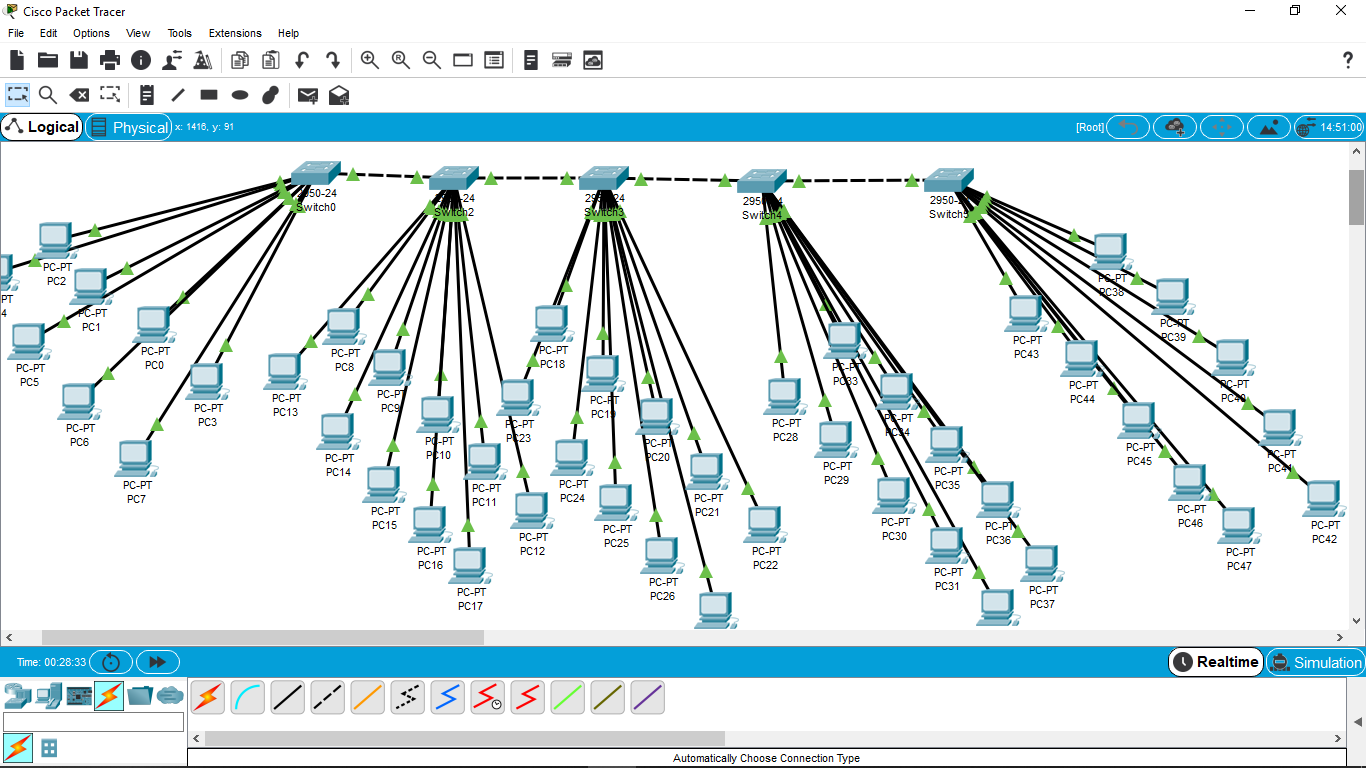 Cisco Packet Tracer
File Edit Options View Tools Extensions Help
?
Logical
Physical
x: 1416, y: 91
[Root]
14:51:00
Switch0
Switch2
Switch3
Switch4
PC-PT
PC2
PT
4
PC-PT
PC1
PC-PT
PC5
PC-PT
PC0
PC-PT
PC6
PC-PT
PC3
PC-PT
PC7
PC-PT
PC8
PC-PT
PC13
PC-PT
PC9
PC-PT
PC14
PC-PT
PC10
PC-PT
PC15
PC-PT
PC11
PC-PT
PC16
PC-PT
PC12
PC-PT
PC17
PC-PT
PC18
PC-PT
PC23
PC-PT
PC19
PC-PT
PC24
PC-PT
PC20
PC-PT
PC25
PC-PT
PC21
PC-PT
PC26
PC-PT
PC22
PC-PT
PC33
PC-PT
PC28
PC-PT
PC34
PC-PT
PC29
PC-PT
PC35
PC-PT
PC30
PC-PT
PC36
PC-PT
PC31
PC-PT
PC37
PC-PT
PC38
PC-PT
PC43
PC-PT
PC39
PC-PT
PC44
PC-PT
PC40
PC-PT
PC45
PC-PT
PC41
PC-PT
PC46
PC-PT
PC42
PC-PT
PC47
Time: 00:28:33
Realtime
Simulation
Automatically Choose Connection Type